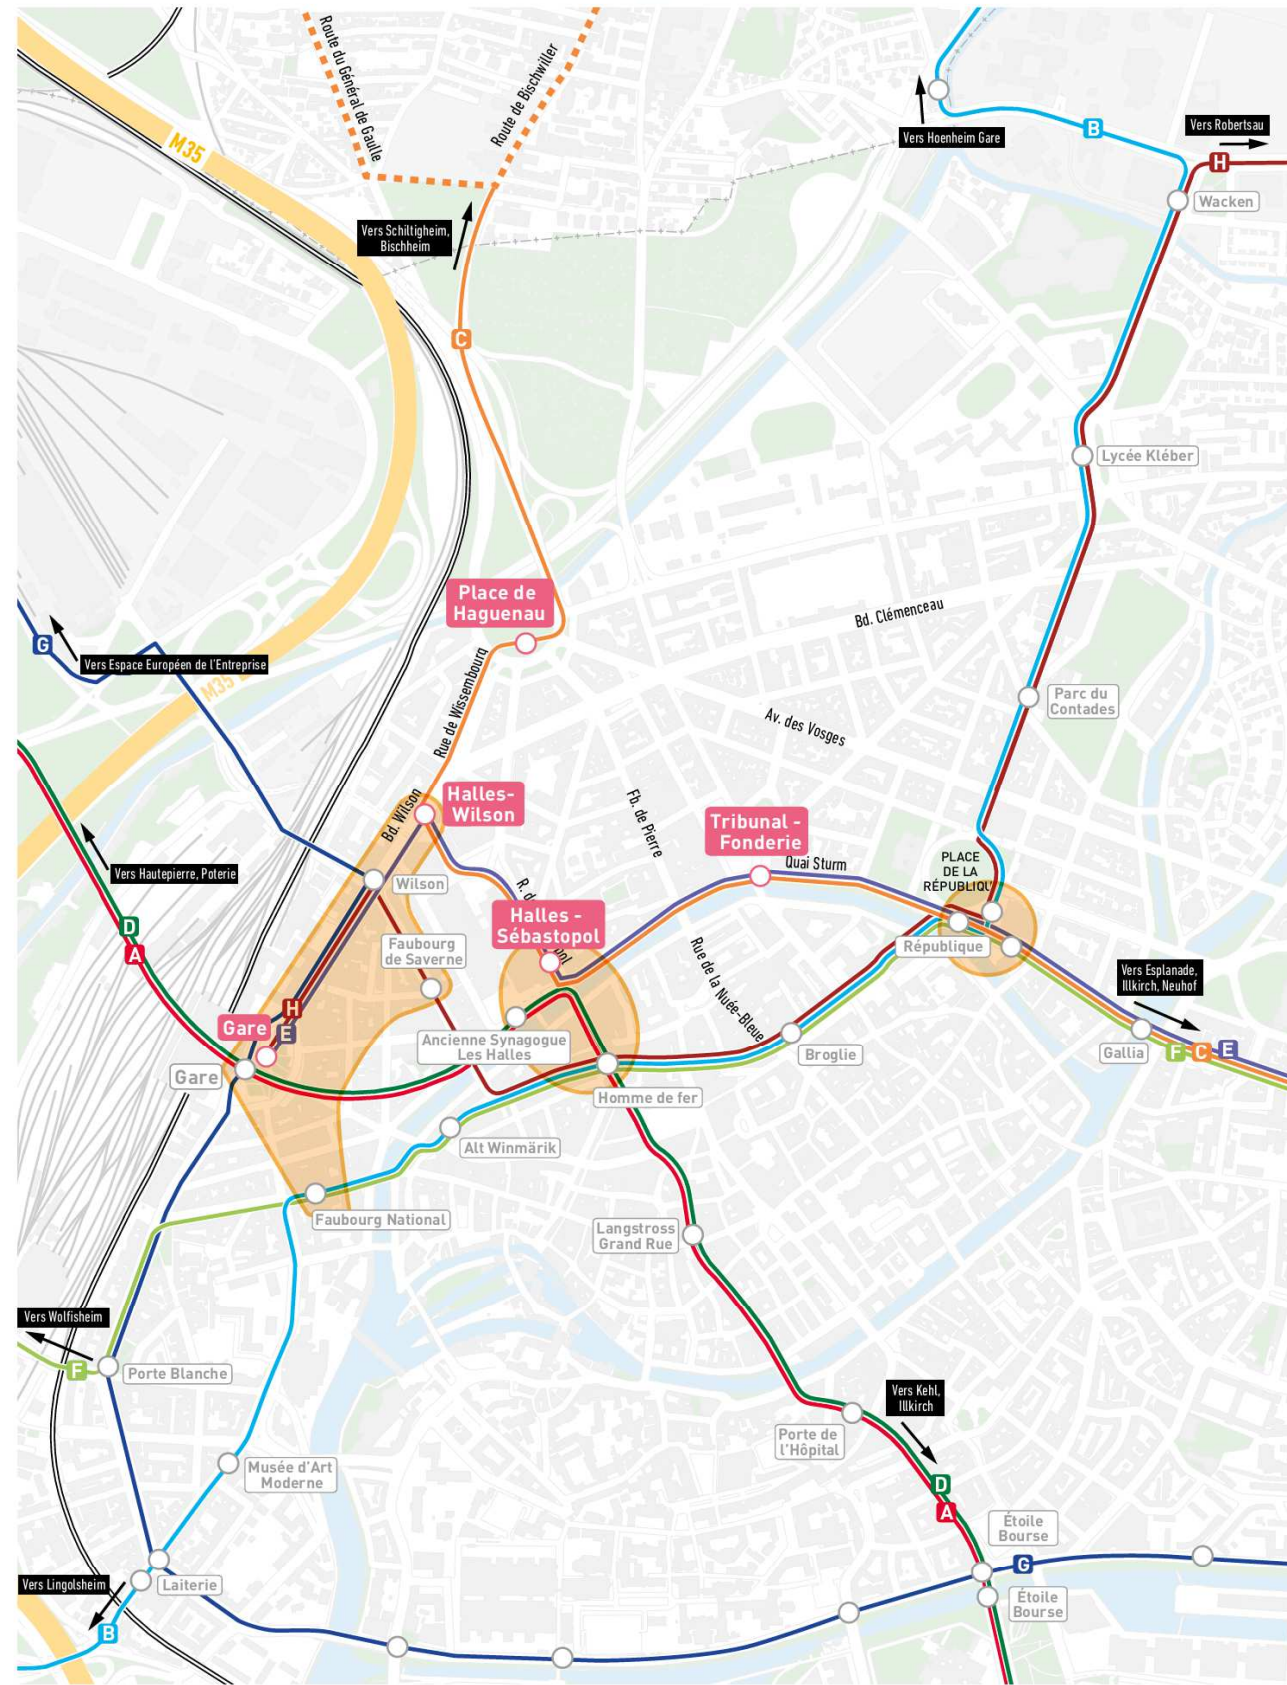 Route du Général de Gaulle
Route de Bischwiller
M35
Vers Hoenheim Gare
B
Vers Robertsau
H
Wacken
Vers Schiltigheim,
Bischheim
C
Lycée Kléber
Place de
Haguenau
Bd. Clémenceau
G
Vers Espace Européen de l'Entreprise
M35
Rue de Wissembourg
Parc du
Contades
Av. des Vosges
Bd. Wilson
Halles-
Wilson
Fb. de Pierre
Tribunal -
Fonderie
Quai Sturm
PLACE
DE LA
RÉPUBLIQU
Vers Hautepierre, Poterie
Wilson
R. d
Halles -
Sébastopol
D
A
Faubourg
de Saverne
Rue de la Nuée-Bleue
République
Vers Esplanade,
Illkirch, Neuhof
H
Gare
E
Ancienne Synagogue
Les Halles
Broglie
Gallia
F
C
E
Gare
Homme de fer
Alt Winmärik
Faubourg National
Langstross
Grand Rue
Vers Wolfisheim
F
Porte Blanche
Vers Kehl,
Illkirch
Porte de
l'Hôpital
Musée d'Art
Moderne
D
A
Étoile
Bourse
G
Vers Lingolsheim
Laiterie
Étoile
Bourse
B